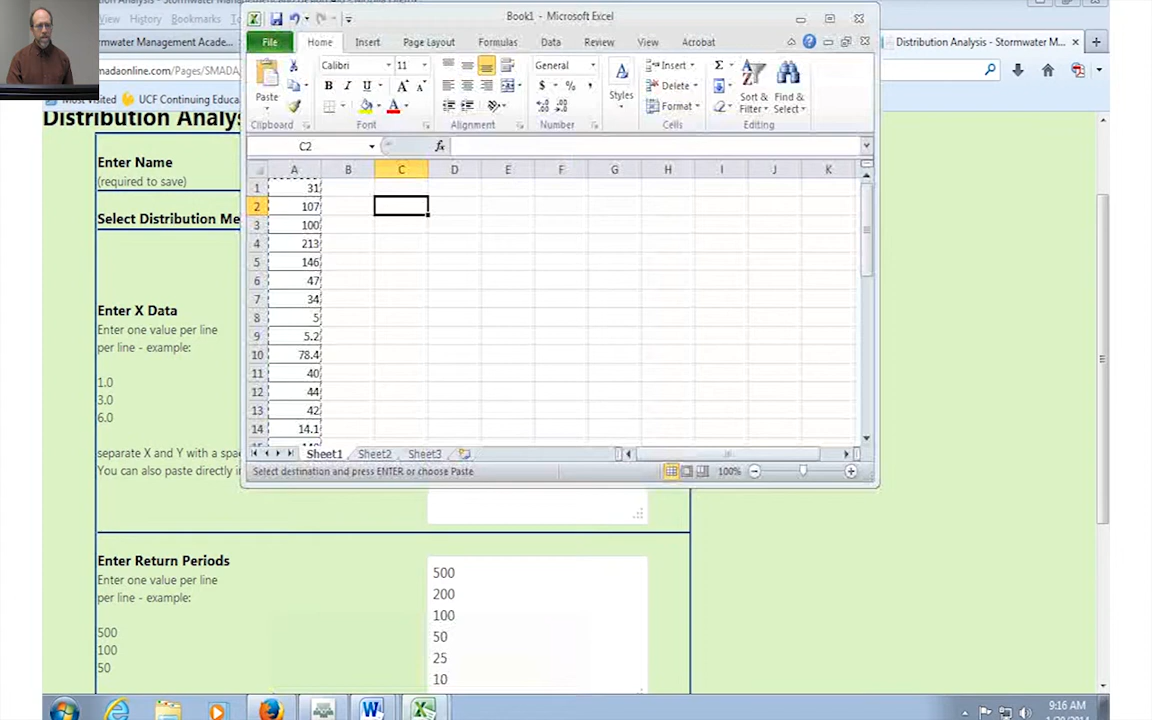 View History Bookmarks
Book1 - Microsoft Excel
Stormwater Management Acade...
Distribution Analysis - Stormwater M...
madaonline.com/Pages/SMADA
Most Visited UCF Continuing Educa
File Home Insert Page Layout Formulas Data Review View Acrobat
Calibri 11 General Insert
Delete
Format
Paste B I U A A $ % , Styles Sort & Filter Find & Select
Clipboard Font Alignment Number Cells Editing
C2 fx
A B C D E F G H I J K
1 31
2 107
3 100
4 213
5 146
6 47
7 34
8 5
9 5.2
10 78.4
11 40
12 44
13 42
14 14.1
Sheet1 Sheet2 Sheet3
Select destination and press ENTER or choose Paste 100%
Distribution Analys
Enter Name
(required to save)
Select Distribution Me
Enter X Data
Enter one value per line
per line - example:
1.0
3.0
6.0
separate X and Y with a spa
You can also paste directly i
Enter Return Periods
Enter one value per line
per line - example:
500
100
50
500
200
100
50
25
10
9:16 AM